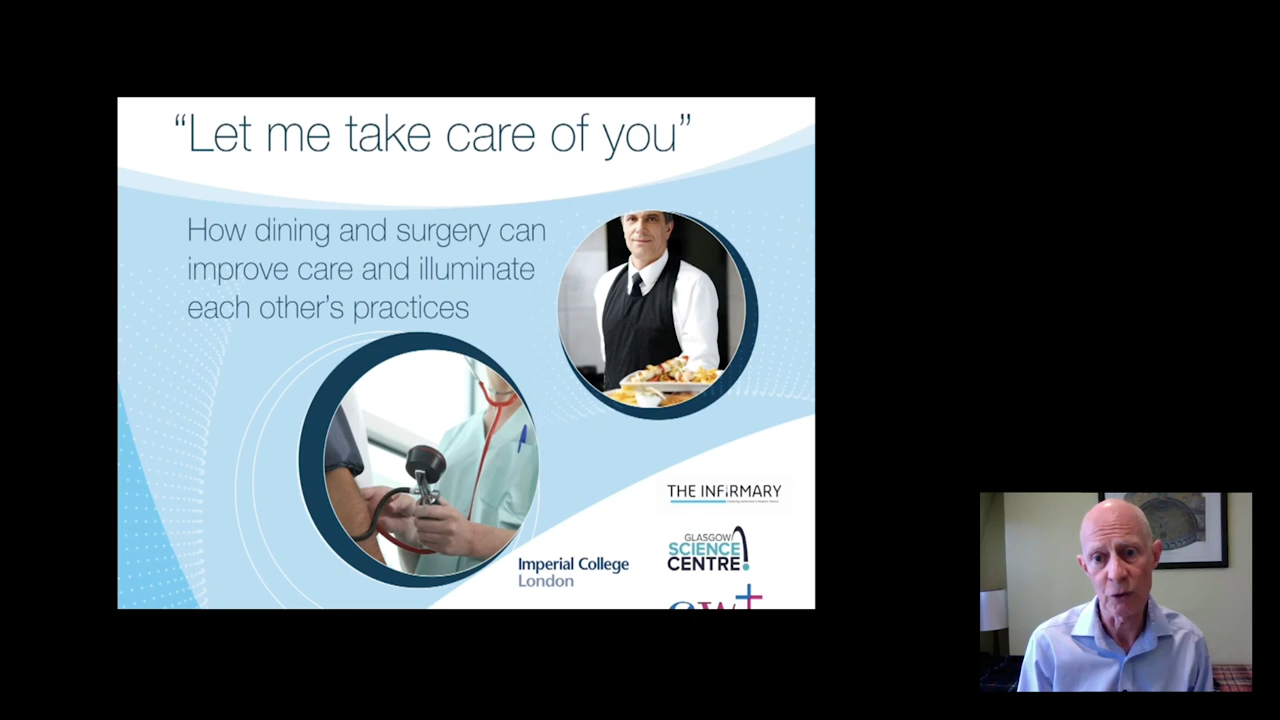 “Let me take care of you”
How dining and surgery can
improve care and illuminate
each other’s practices
THE INFIRMARY
GLASGOW
SCIENCE
CENTRE!
Imperial College
London